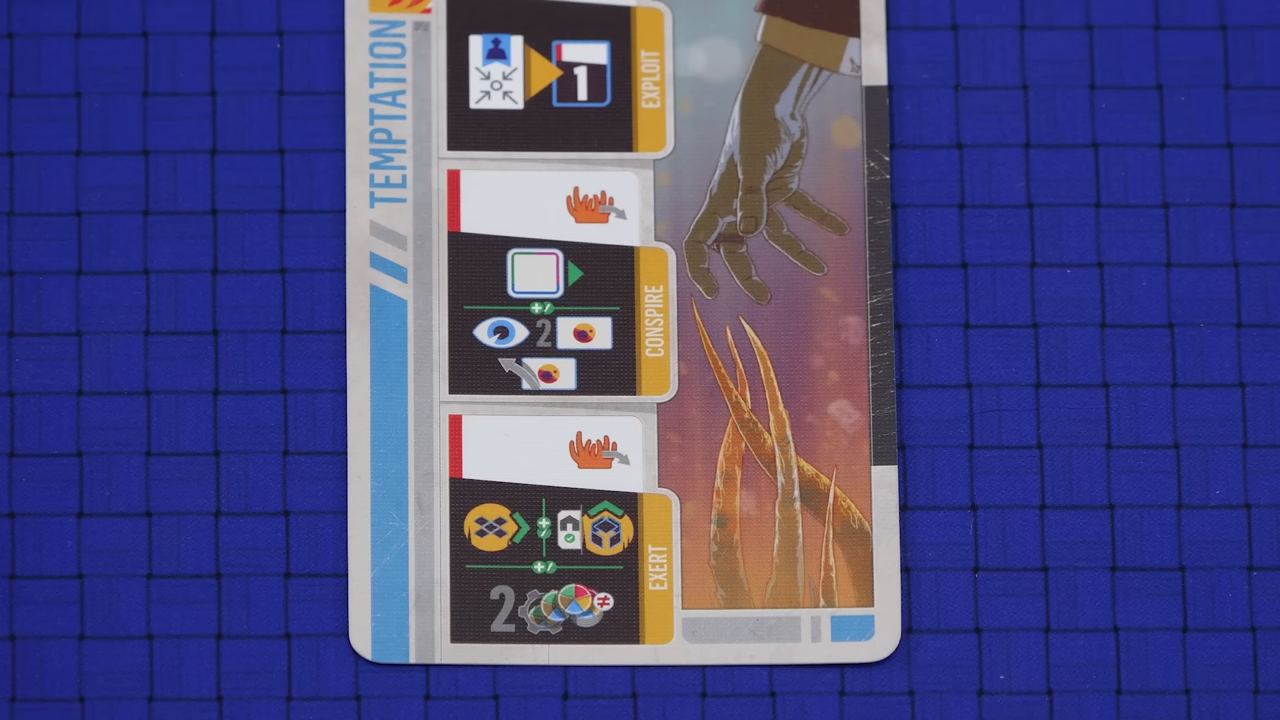 // TEMPTATION
1
EXPLOIT
2
CONSPIRE
2
EXERT